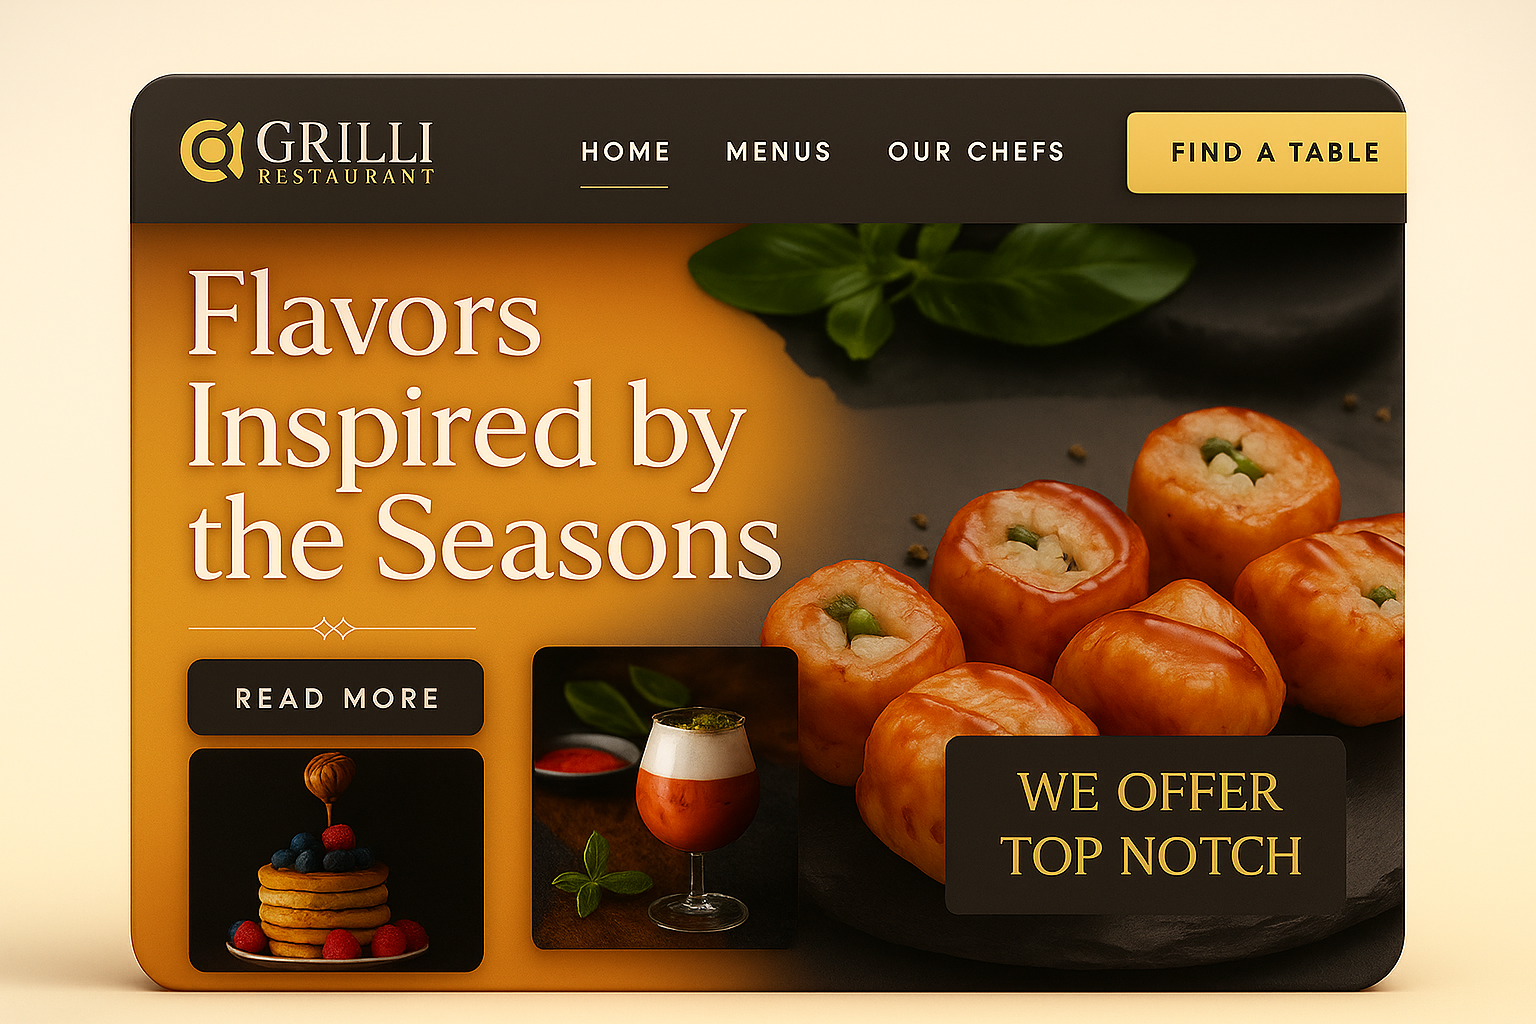 GRILLI
RESTAURANT
HOME MENUS OUR CHEFS FIND A TABLE
Flavors
Inspired by
the Seasons
READ MORE
WE OFFER
TOP NOTCH